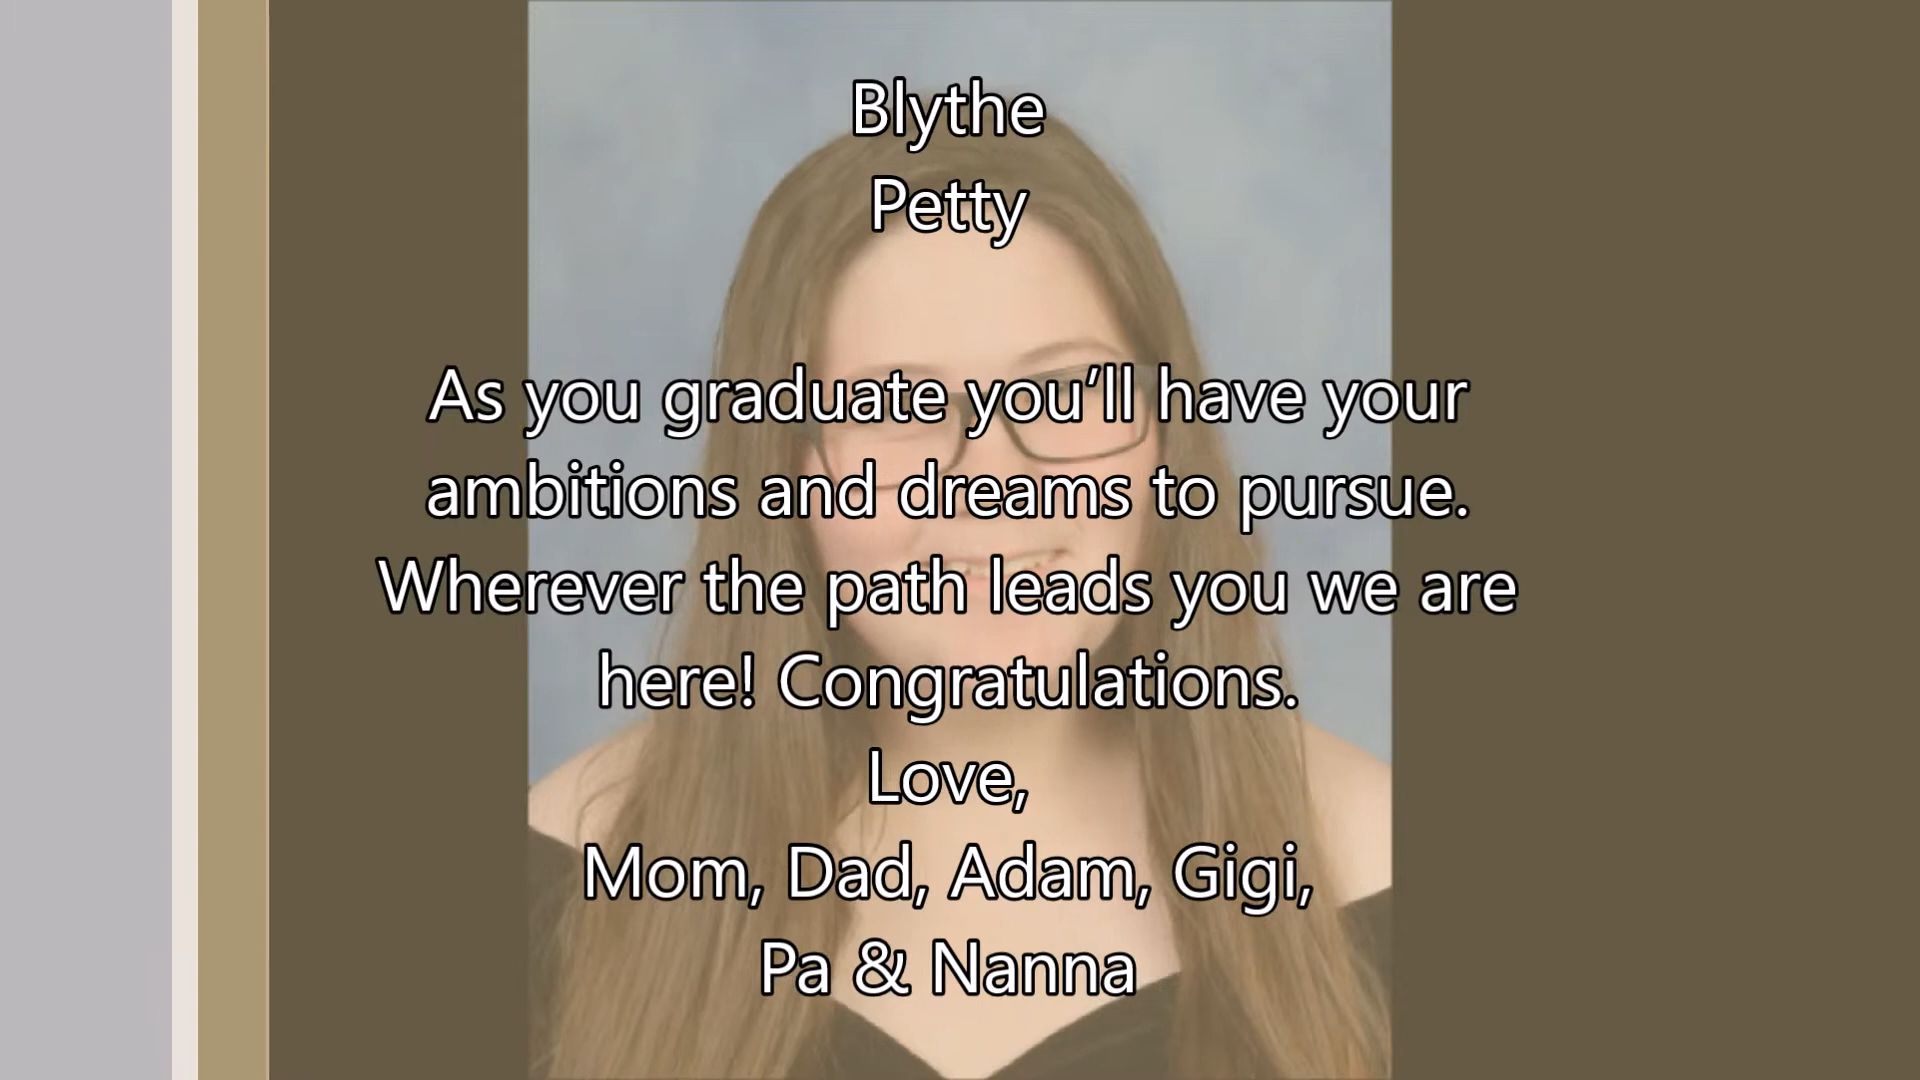 Blythe
Petty
As you graduate you’ll have your
ambitions and dreams to pursue.
Wherever the path leads you we are
here! Congratulations.
Love,
Mom, Dad, Adam, Gigi,
Pa & Nanna